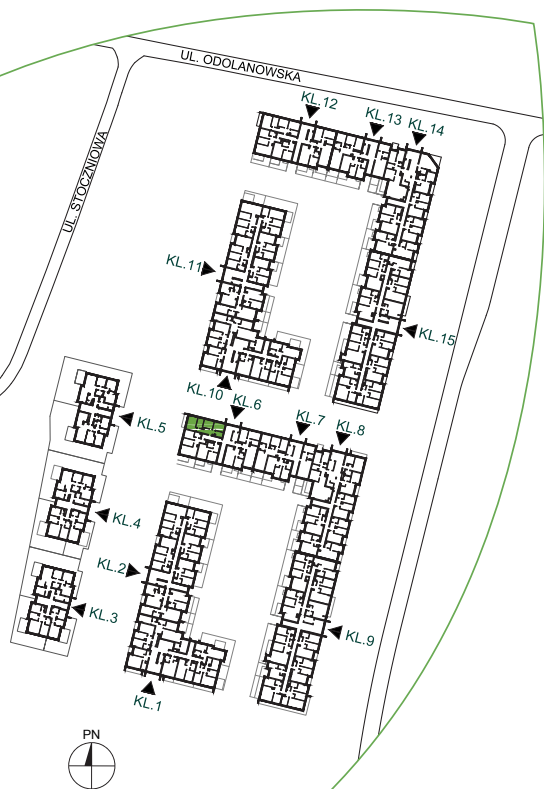 UL. ODOLANOWSKA
UL. STOCZNIOWA
KL.12
KL.13
KL.14
KL.11
KL.15
KL.10
KL.6
KL.7
KL.8
KL.5
KL.4
KL.2
KL.3
KL.9
KL.1
PN